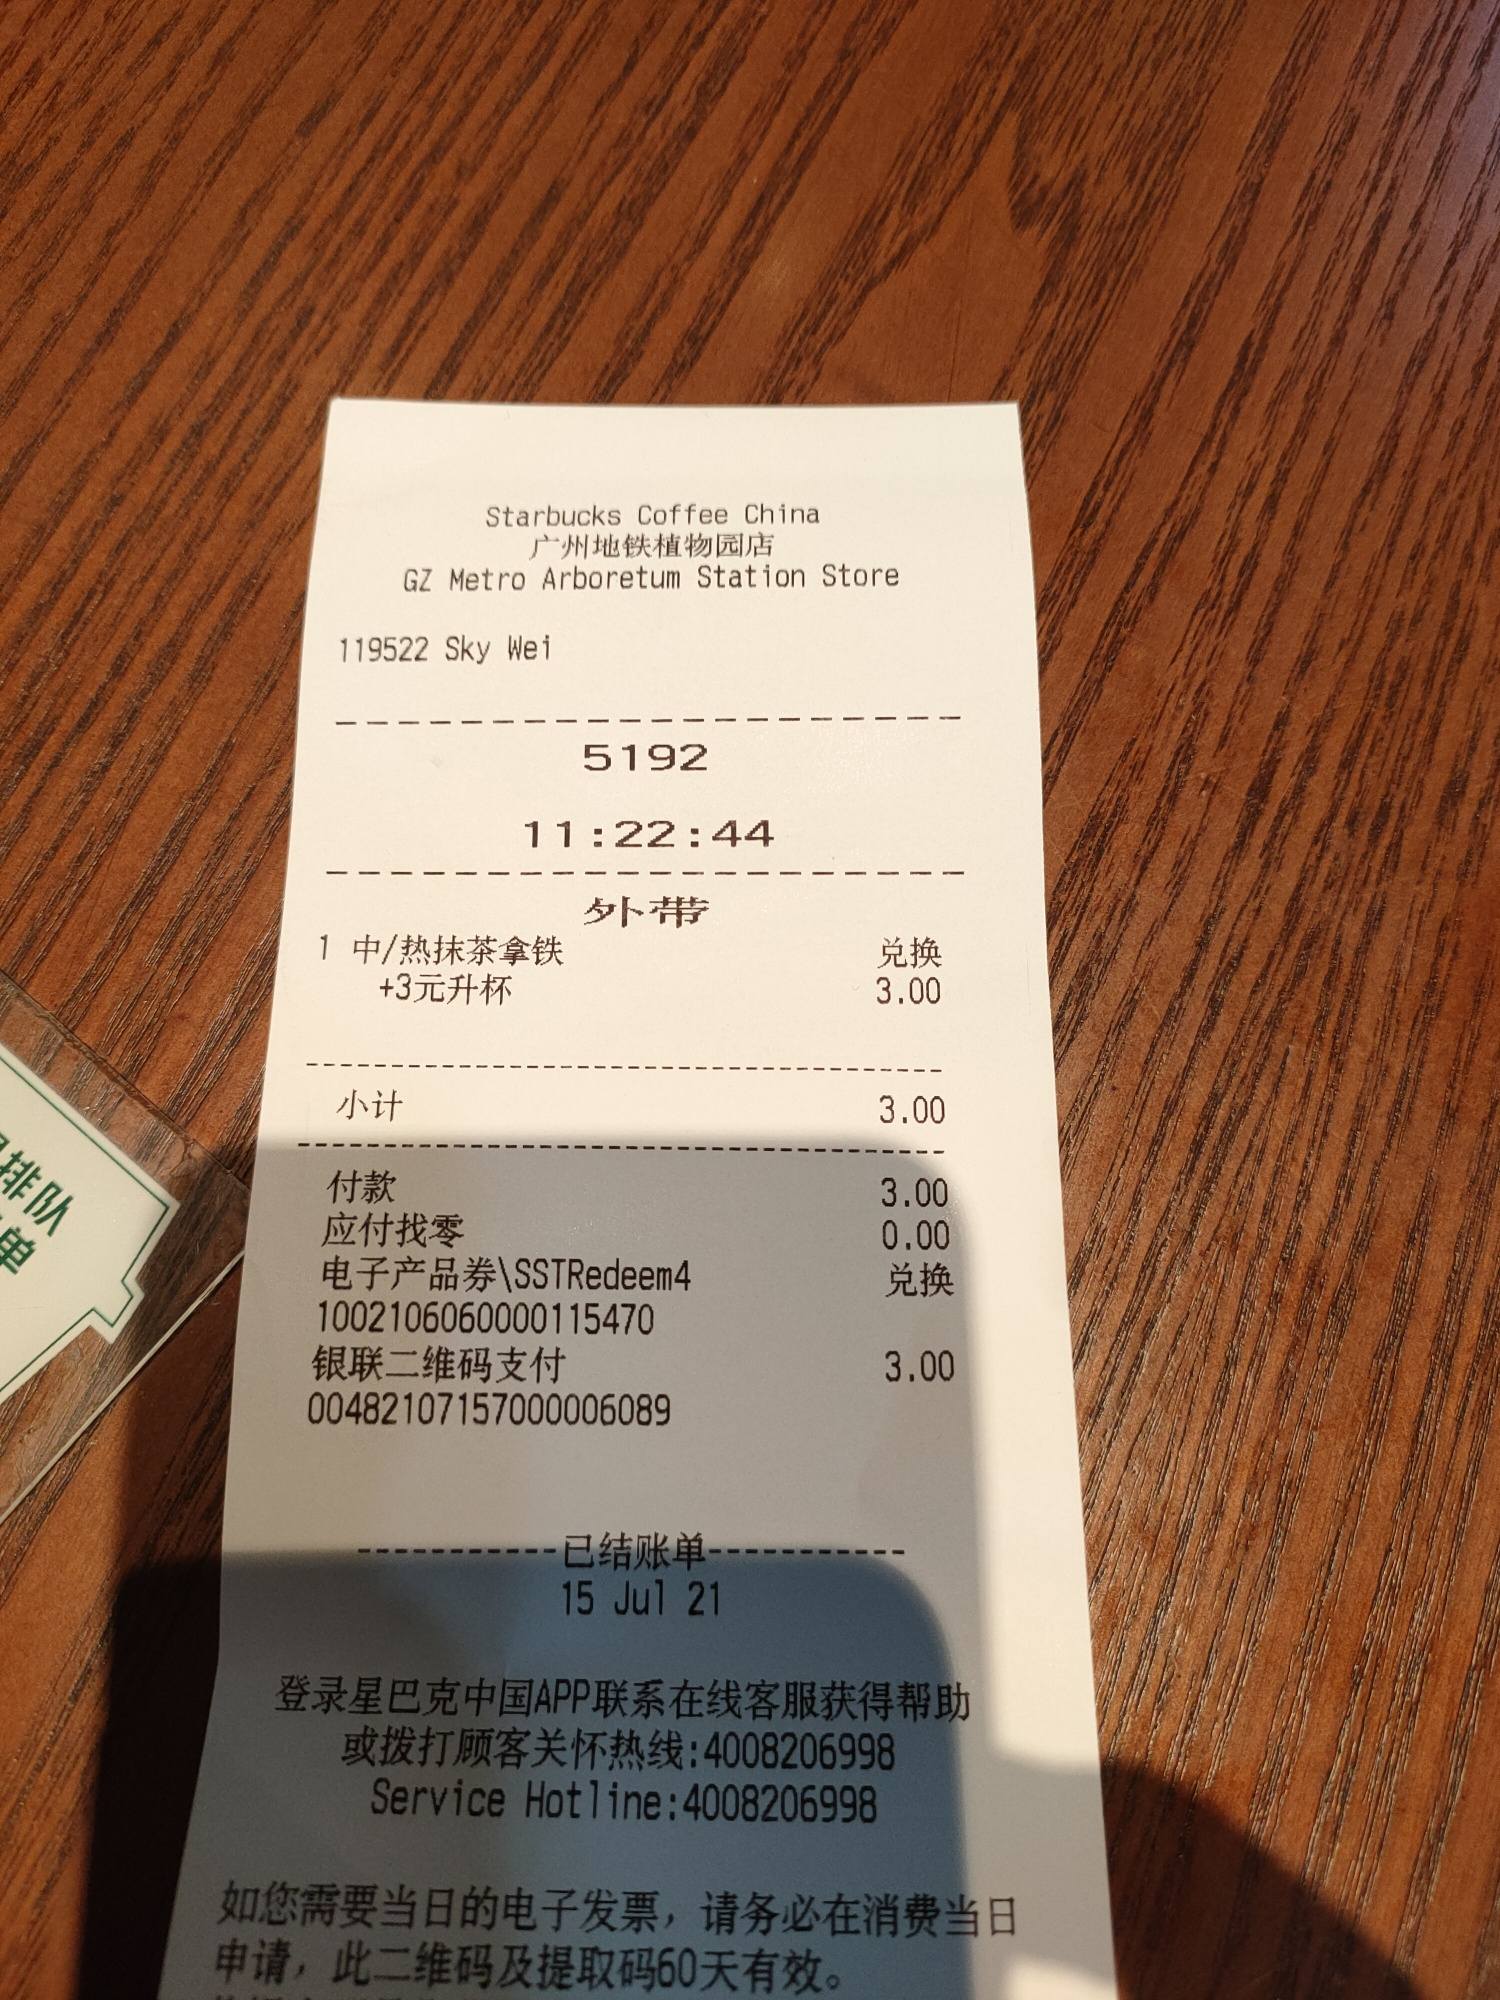 Starbucks Coffee China
广州地铁植物园店
GZ Metro Arboretum Station Store
119522 Sky Wei
5192
11:22:44
外带
1 中/热抹茶拿铁 兑换
+3元升杯 3.00
小计 3.00
付款 3.00
应付找零 0.00
电子产品券\SSTRedeem4 兑换
1002106060000115470
银联二维码支付 3.00
00482107157000006089
-----------已结账单-----------
15 Jul 21
登录星巴克中国APP联系在线客服获得帮助
或拨打顾客关怀热线:4008206998
Service Hotline:4008206998
如您需要当日的电子发票，请务必在消费当日
申请，此二维码及提取码60天有效。
排队
单